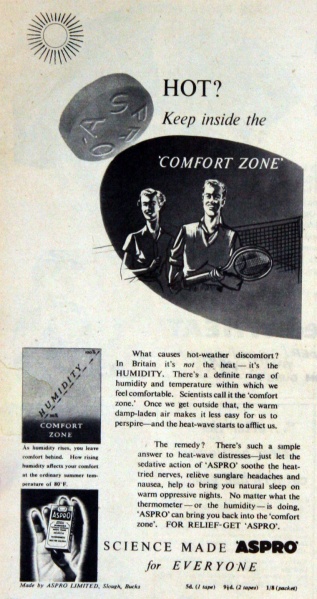 ASPRO
HOT?
Keep inside the
'COMFORT ZONE'
HUMIDITY
COMFORT
ZONE
As humidity rises, you leave
comfort behind. How rising
humidity affects your comfort
at the ordinary summer tem-
perature of 80°F.
ASPRO
What causes hot-weather discomfort?
In Britain it's not the heat—it's the
HUMIDITY. There's a definite range of
humidity and temperature within which we
feel comfortable. Scientists call it the 'comfort
zone.' Once we get outside that, the warm
damp-laden air makes it less easy for us to
perspire—and the heat-wave starts to afflict us.
The remedy? There's such a simple
answer to heat-wave distresses—just let the
sedative action of 'ASPRO' soothe the heat-
tried nerves, relieve sunglare headaches and
nausea, help to bring you natural sleep on
warm oppressive nights. No matter what the
thermometer—or the humidity—is doing,
'ASPRO' can bring you back into the 'comfort
zone'. FOR RELIEF-GET 'ASPRO'.
SCIENCE MADE 'ASPRO'
for EVERYONE
Made by ASPRO LIMITED, Slough, Bucks 5d. (1 tape) 9½d. (2 tapes) 1/8 (packet)